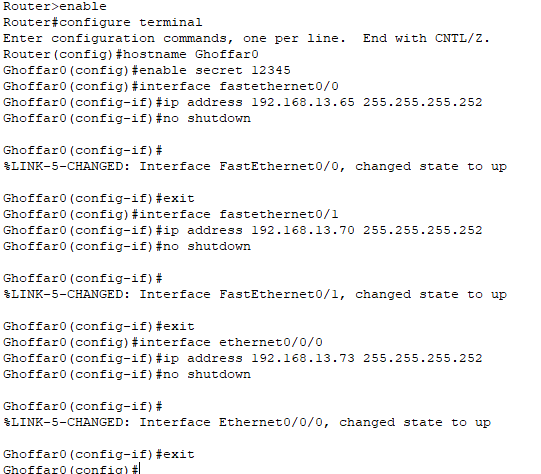 Router>enable
Router#configure terminal
Enter configuration commands, one per line.  End with CNTL/Z.
Router(config)#hostname Ghoffar0
Ghoffar0(config)#enable secret 12345
Ghoffar0(config)#interface fastethernet0/0
Ghoffar0(config-if)#ip address 192.168.13.65 255.255.255.252
Ghoffar0(config-if)#no shutdown
Ghoffar0(config-if)#
%LINK-5-CHANGED: Interface FastEthernet0/0, changed state to up
Ghoffar0(config-if)#exit
Ghoffar0(config)#interface fastethernet0/1
Ghoffar0(config-if)#ip address 192.168.13.70 255.255.255.252
Ghoffar0(config-if)#no shutdown
Ghoffar0(config-if)#
%LINK-5-CHANGED: Interface FastEthernet0/1, changed state to up
Ghoffar0(config-if)#exit
Ghoffar0(config)#interface ethernet0/0/0
Ghoffar0(config-if)#ip address 192.168.13.73 255.255.255.252
Ghoffar0(config-if)#no shutdown
Ghoffar0(config-if)#
%LINK-5-CHANGED: Interface Ethernet0/0/0, changed state to up
Ghoffar0(config-if)#exit
Ghoffar0(config)#